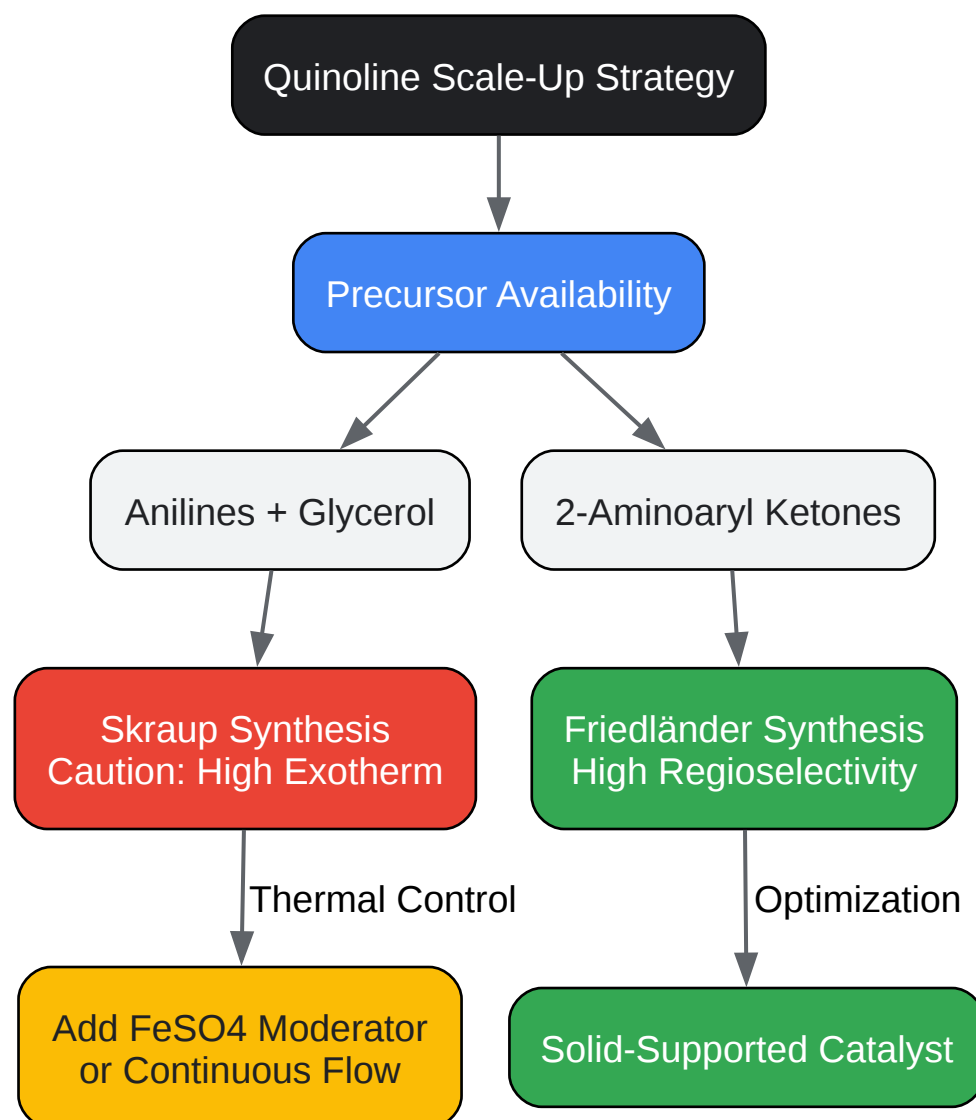 Quinoline Scale-Up Strategy
Precursor Availability
Anilines + Glycerol
2-Aminoaryl Ketones
Skraup Synthesis
Caution: High Exotherm
Friedländer Synthesis
High Regioselectivity
Thermal Control
Optimization
Add FeSO4 Moderator
or Continuous Flow
Solid-Supported Catalyst